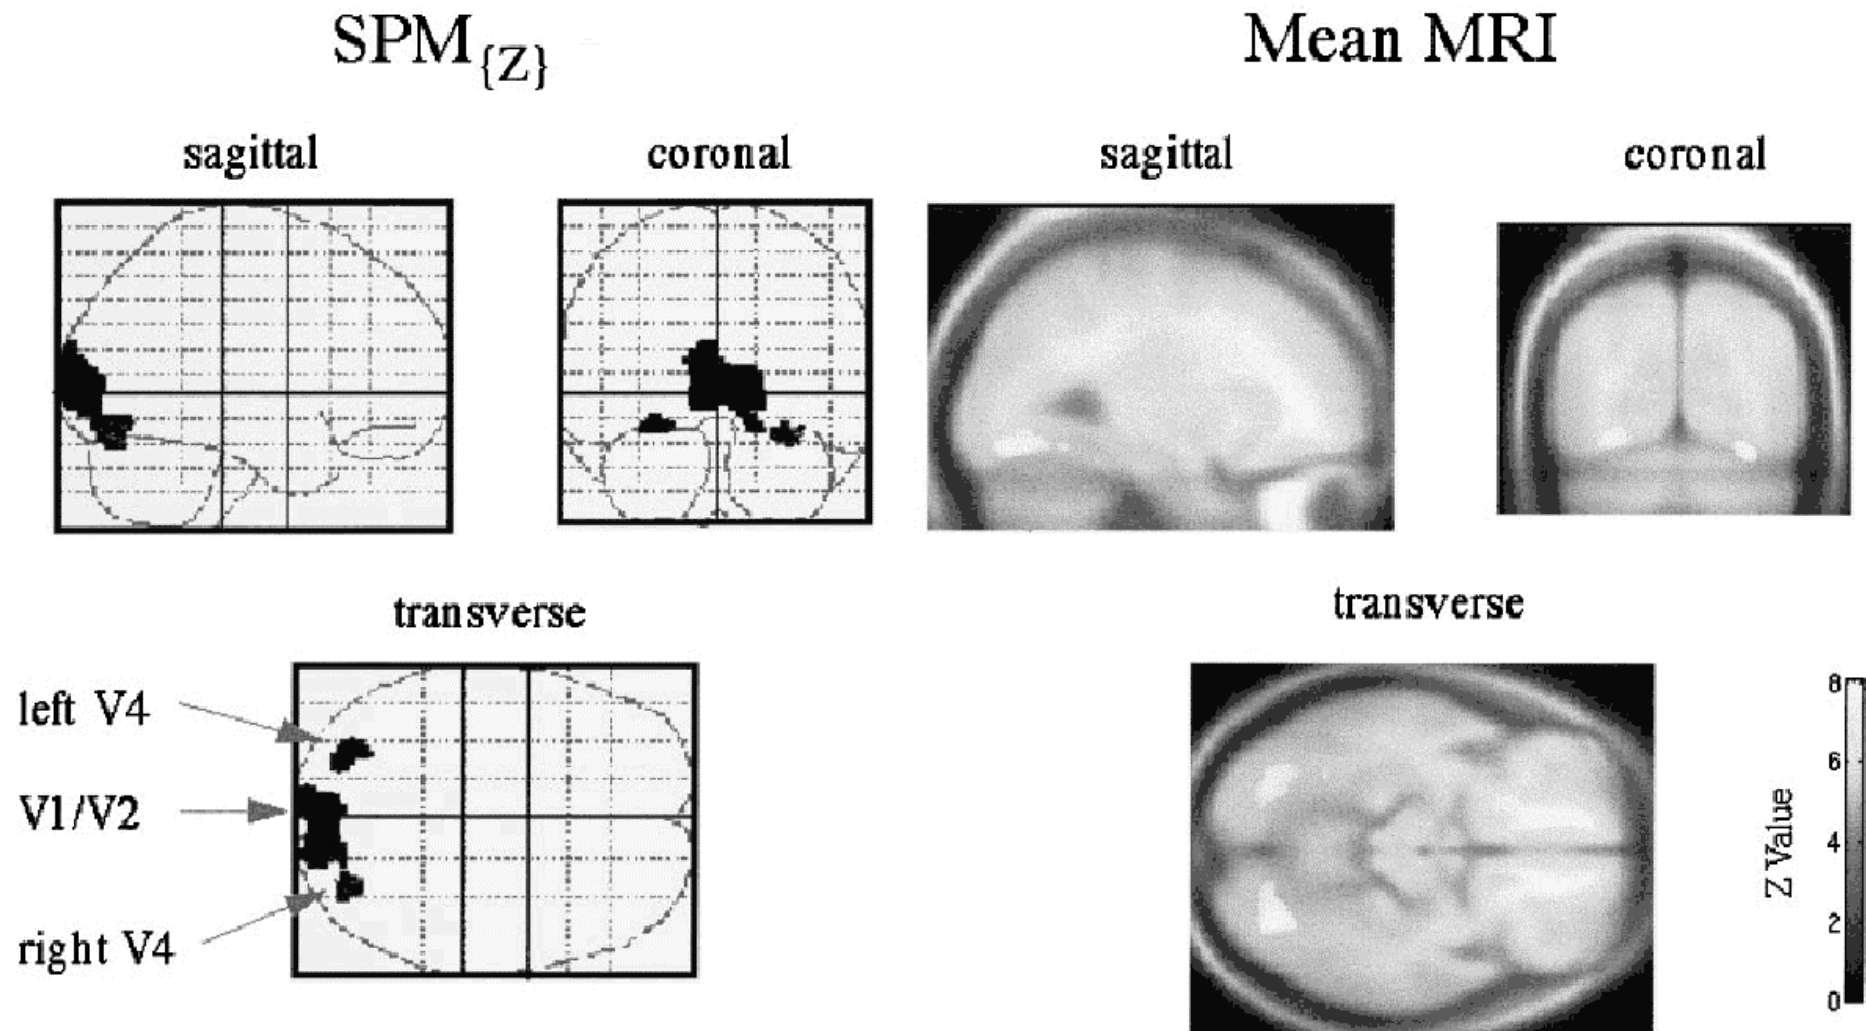 SPM{Z}
Mean MRI
sagittal
coronal
sagittal
coronal
transverse
transverse
left V4
V1/V2
right V4
8
6
4
2
0
Z Value